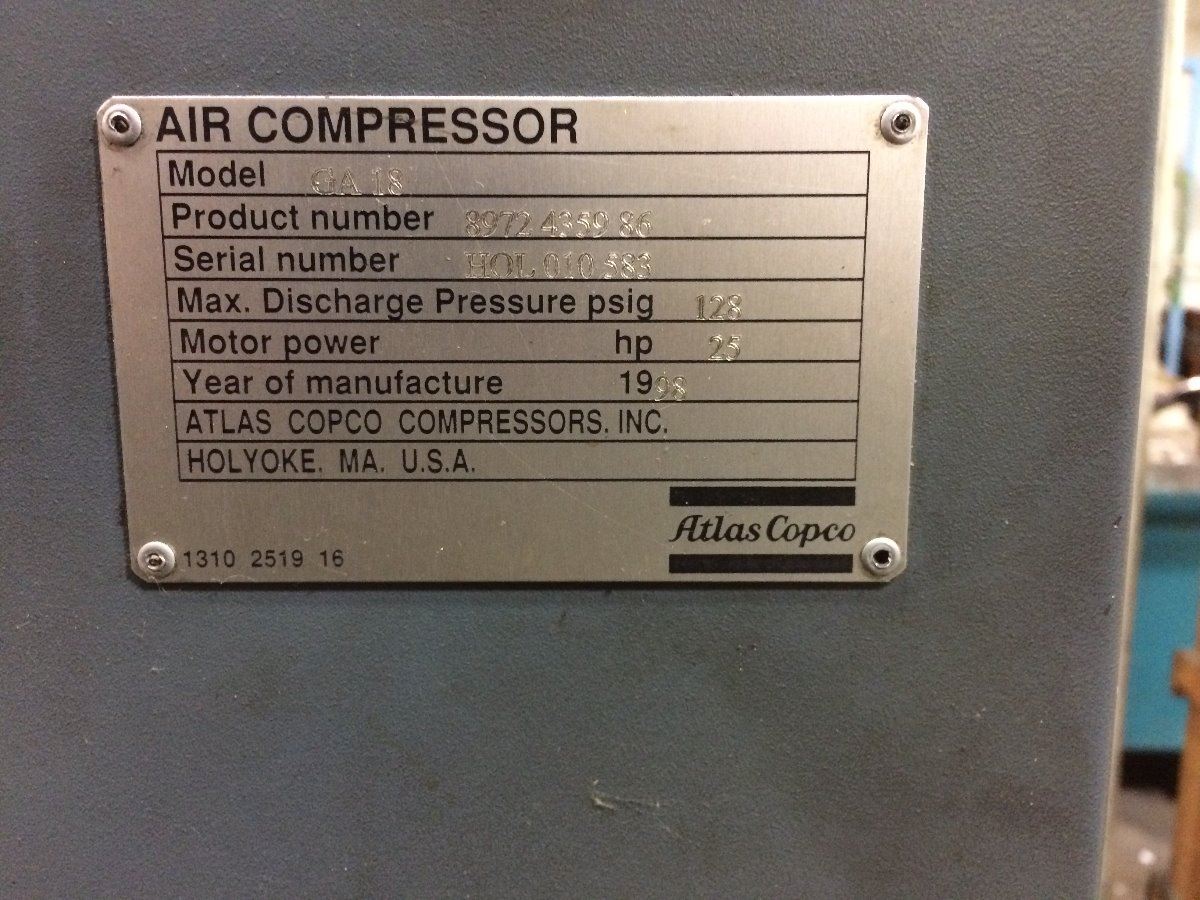 AIR COMPRESSOR
Model GA 18
Product number 8972 4359 86
Serial number HOL 010 583
Max. Discharge Pressure psig 128
Motor power hp 25
Year of manufacture 1998
ATLAS COPCO COMPRESSORS. INC.
HOLYOKE. MA. U.S.A.
Atlas Copco
1310 2519 16